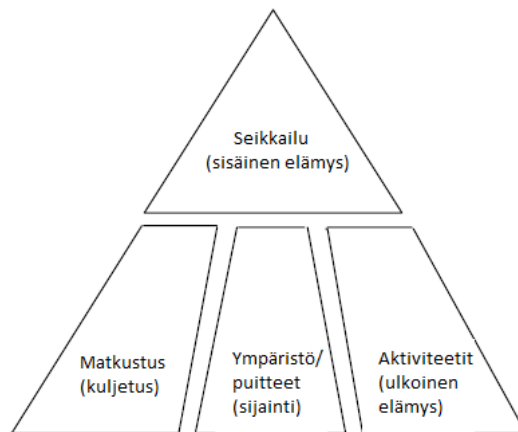 Seikkailu
(sisäinen elämys)
Matkustus
(kuljetus)
Ympäristö/
puitteet
(sijainti)
Aktiviteetit
(ulkoinen
elämys)